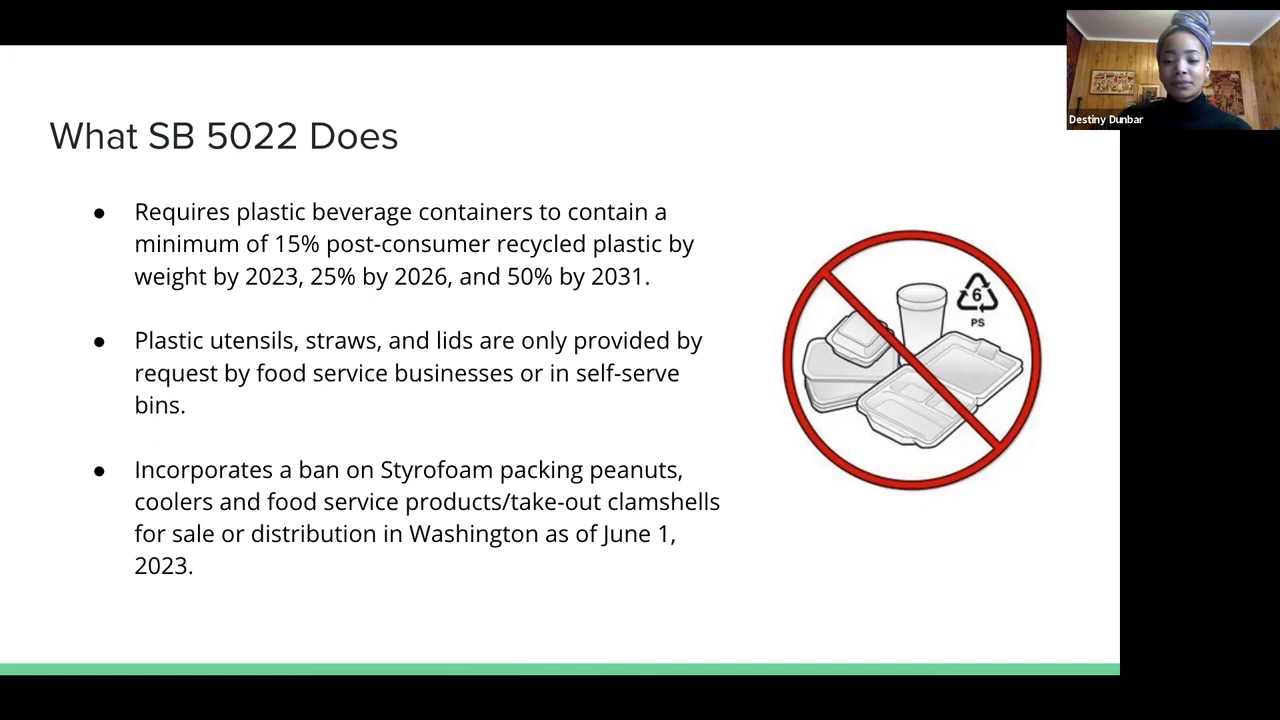 Destiny Dunbar
What SB 5022 Does
● Requires plastic beverage containers to contain a
minimum of 15% post-consumer recycled plastic by
weight by 2023, 25% by 2026, and 50% by 2031.
● Plastic utensils, straws, and lids are only provided by
request by food service businesses or in self-serve
bins.
● Incorporates a ban on Styrofoam packing peanuts,
coolers and food service products/take-out clamshells
for sale or distribution in Washington as of June 1,
2023.
6
PS